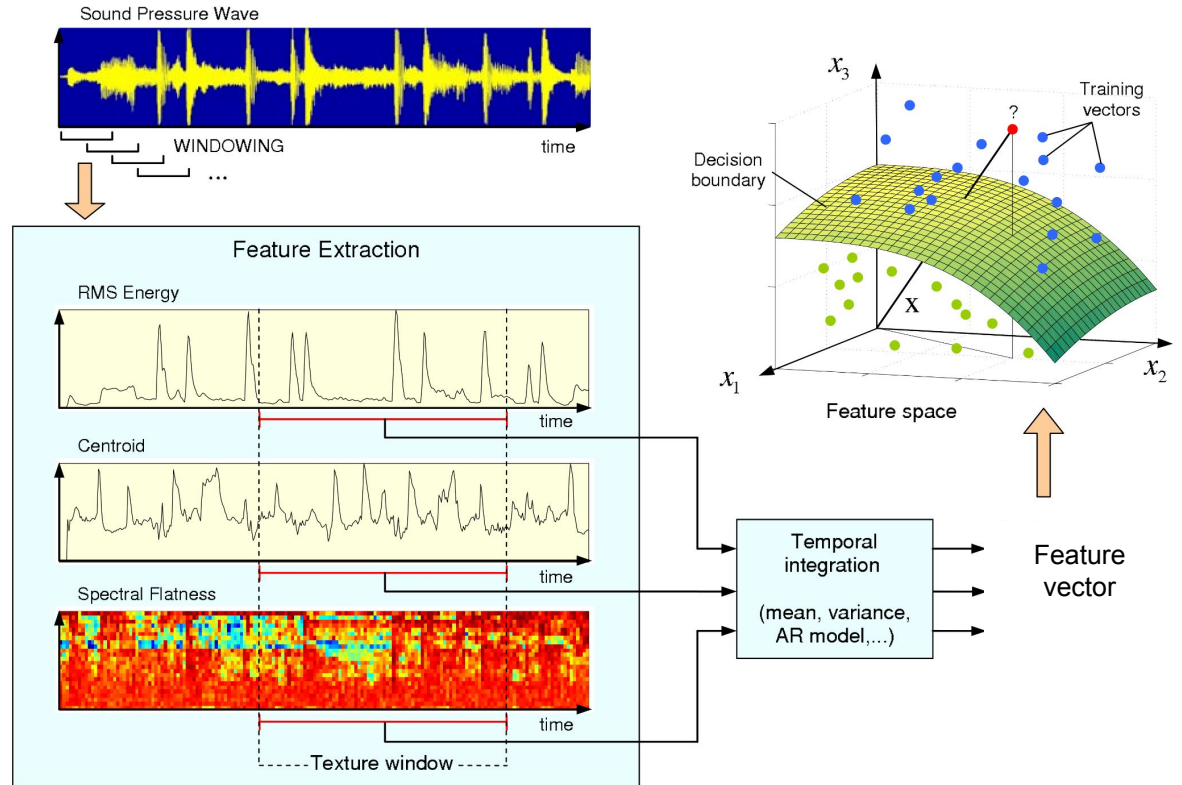 Sound Pressure Wave
time
WINDOWING
...
Feature Extraction
RMS Energy
time
Centroid
time
Spectral Flatness
time
Texture window
Temporal
integration
(mean, variance,
AR model,...)
Feature
vector
x3
?
Training
vectors
Decision
boundary
x
x1
x2
Feature space